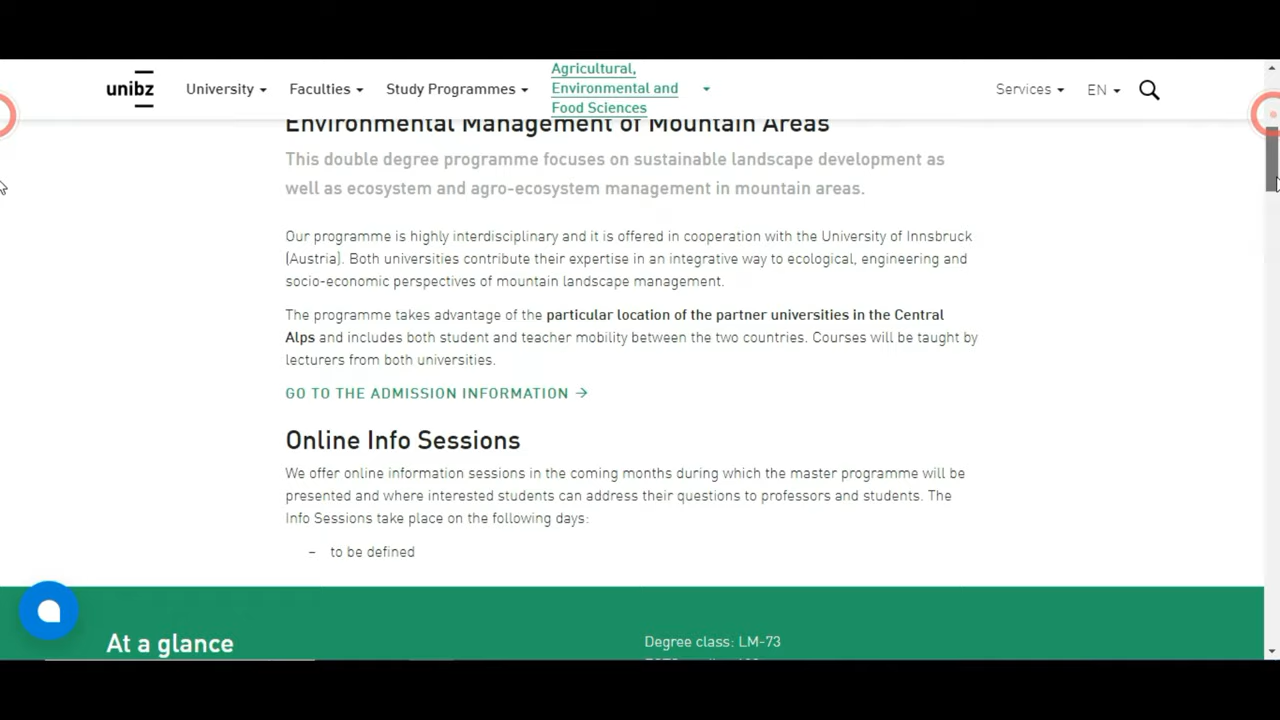 unibz
University
Faculties
Study Programmes
Agricultural,
Environmental and
Food Sciences
Services
EN
Environmental Management of Mountain Areas
This double degree programme focuses on sustainable landscape development as
well as ecosystem and agro-ecosystem management in mountain areas.
Our programme is highly interdisciplinary and it is offered in cooperation with the University of Innsbruck
(Austria). Both universities contribute their expertise in an integrative way to ecological, engineering and
socio-economic perspectives of mountain landscape management.
The programme takes advantage of the particular location of the partner universities in the Central
Alps and includes both student and teacher mobility between the two countries. Courses will be taught by
lecturers from both universities.
GO TO THE ADMISSION INFORMATION →
Online Info Sessions
We offer online information sessions in the coming months during which the master programme will be
presented and where interested students can address their questions to professors and students. The
Info Sessions take place on the following days:
– to be defined
At a glance
Degree class: LM-73